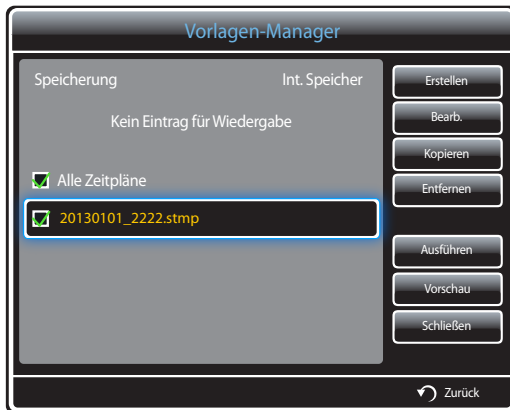 Vorlagen-Manager
Speicherung Int. Speicher
Kein Eintrag für Wiedergabe
Alle Zeitpläne
20130101_2222.stmp
Erstellen
Bearb.
Kopieren
Entfernen
Ausführen
Vorschau
Schließen
Zurück